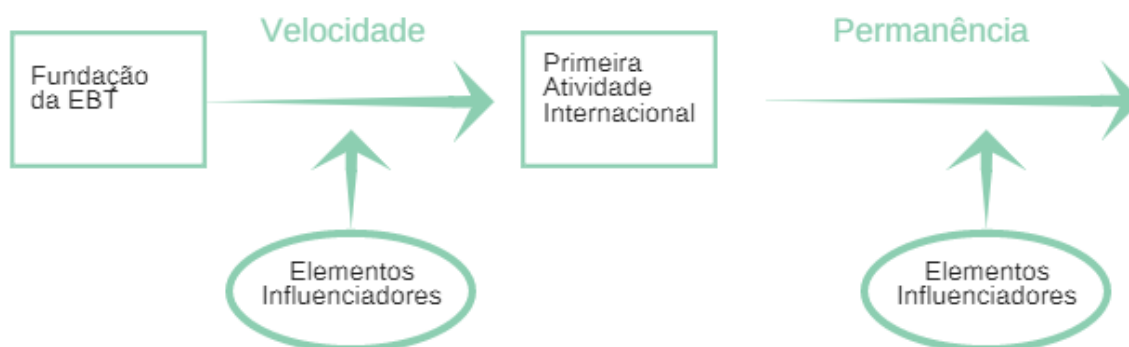 Velocidade
Permanência
Fundação
da EBT
Primeira
Atividade
Internacional
Elementos
Influenciadores
Elementos
Influenciadores